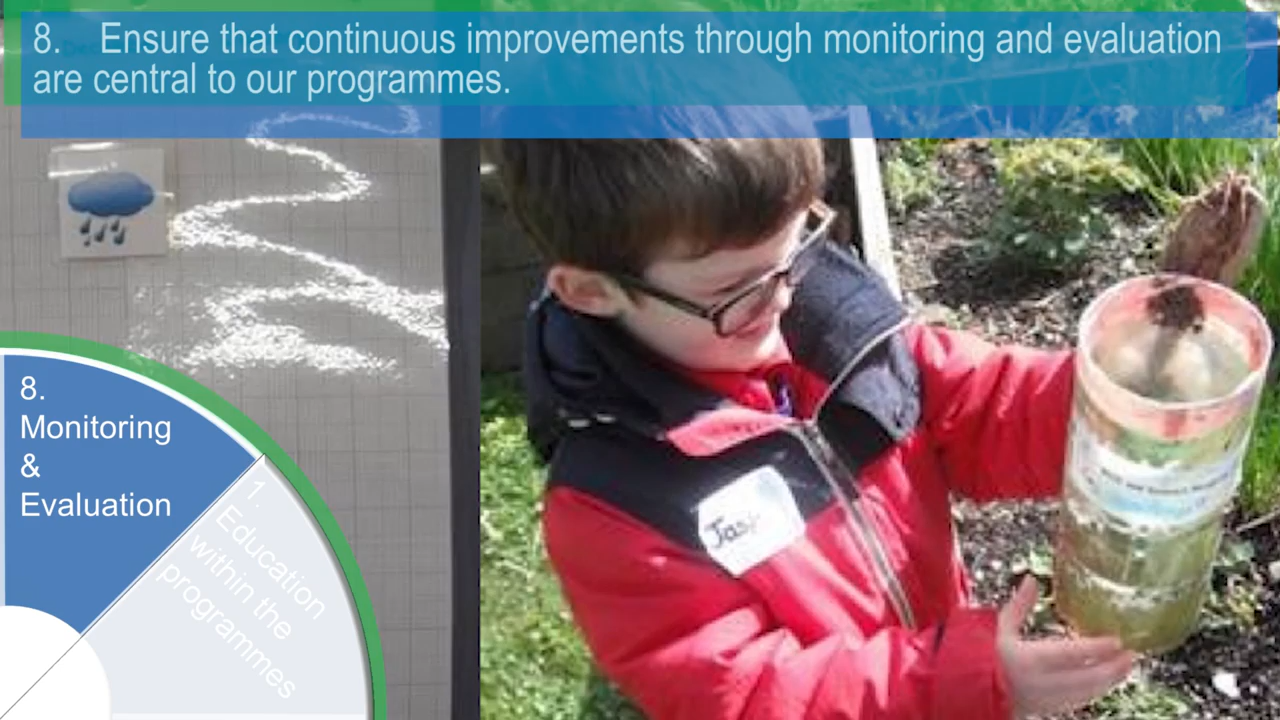 8. Ensure that continuous improvements through monitoring and evaluation
are central to our programmes.
8.
Monitoring
&
Evaluation
1.
Education
within the
programmes